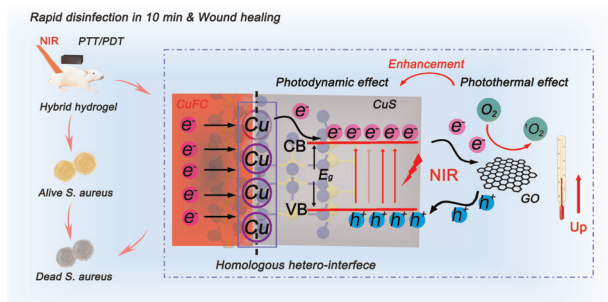 Rapid disinfection in 10 min & Wound healing
NIR
PTT/PDT
Hybrid hydrogel
Alive S. aureus
Dead S. aureus
Enhancement
Photodynamic effect
Photothermal effect
CuFC
CuS
e⁻
e⁻
e⁻
e⁻
e⁻
Cu
Cu
Cu
Cu
e⁻
e⁻ e⁻ e⁻ e⁻ e⁻
CB
Eg
VB
NIR
h⁺ h⁺ h⁺ h⁺
e⁻
e⁻
O₂
'O₂
GO
h⁺
h⁺
Up
Homologous hetero-interfece